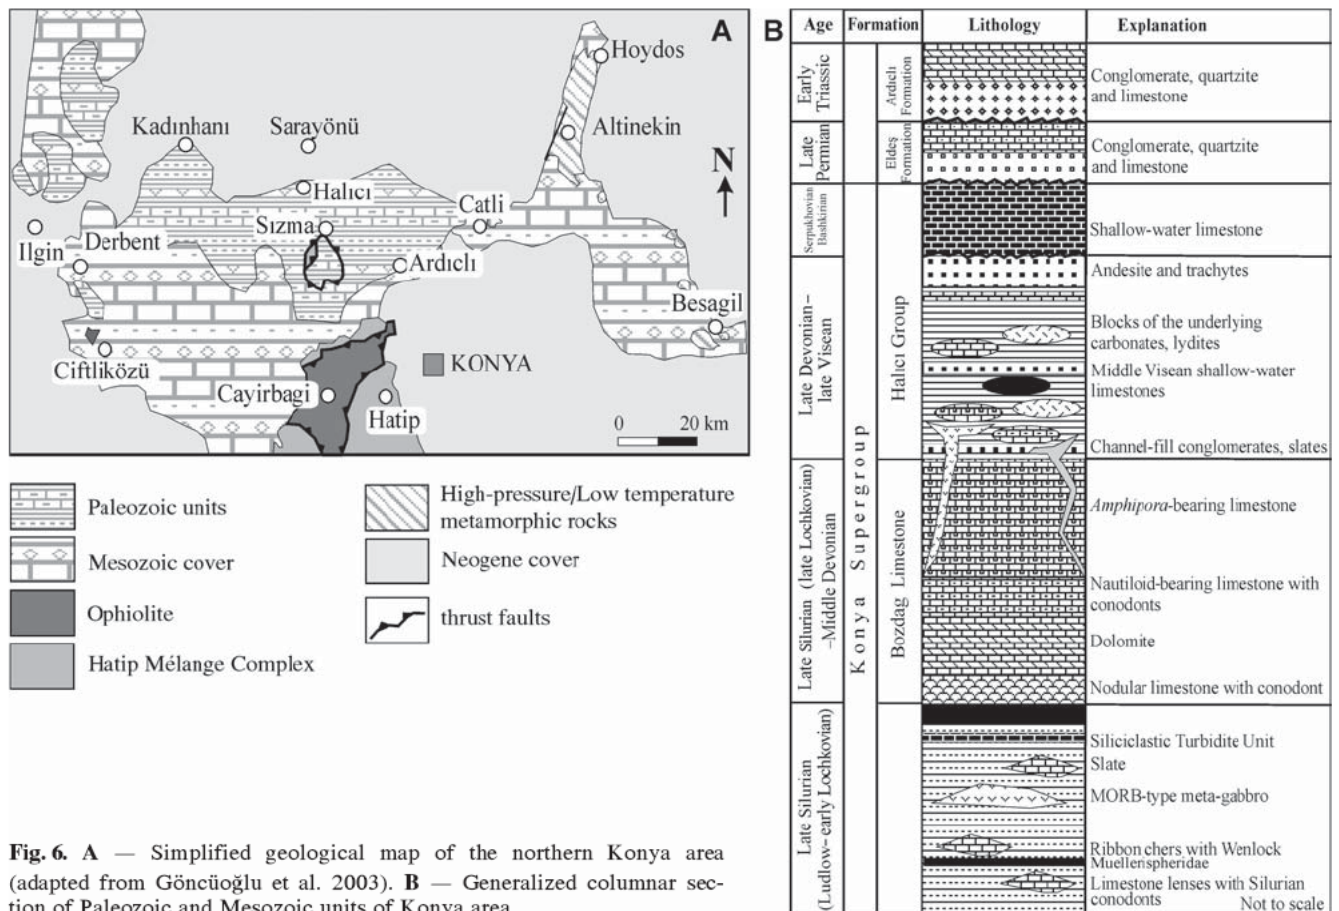 A
Hoydos
Kadınhanı
Sarayönü
Altinekin
N
Halıcı
Catli
Sızma
Ilgin
Derbent
Ardıclı
Besagil
Ciftliközü
KONYA
Cayirbagi
Hatip
0 20 km
Paleozoic units
Mesozoic cover
Ophiolite
Hatip Mélange Complex
High-pressure/Low temperature
metamorphic rocks
Neogene cover
thrust faults
Fig. 6. A — Simplified geological map of the northern Konya area
(adapted from Göncüoğlu et al. 2003). B — Generalized columnar sec-
tion of Paleozoic and Mesozoic units of Konya area
B
Age Formation Lithology Explanation
Early
Triassic
Ardıclı
Formation
Conglomerate, quartzite
and limestone
Late
Permian
Eldeş
Formation
Conglomerate, quartzite
and limestone
Serpukhovian
Bashkirian
Shallow-water limestone
Late Devonian–
late Visean
Halıcı Group
Andesite and trachytes
Blocks of the underlying
carbonates, lydites
Middle Visean shallow-water
limestones
Channel-fill conglomerates, slates
Konya Supergroup
Late Silurian (late Lochkovian)
–Middle Devonian
Bozdag Limestone
Amphipora-bearing limestone
Nautiloid-bearing limestone with
conodonts
Dolomite
Nodular limestone with conodont
Late Silurian
(Ludlow–early Lochkovian)
Siliciclastic Turbidite Unit
Slate
MORB-type meta-gabbro
Ribbon chers with Wenlock
Muellerispheridae
Limestone lenses with Silurian
conodonts
Not to scale